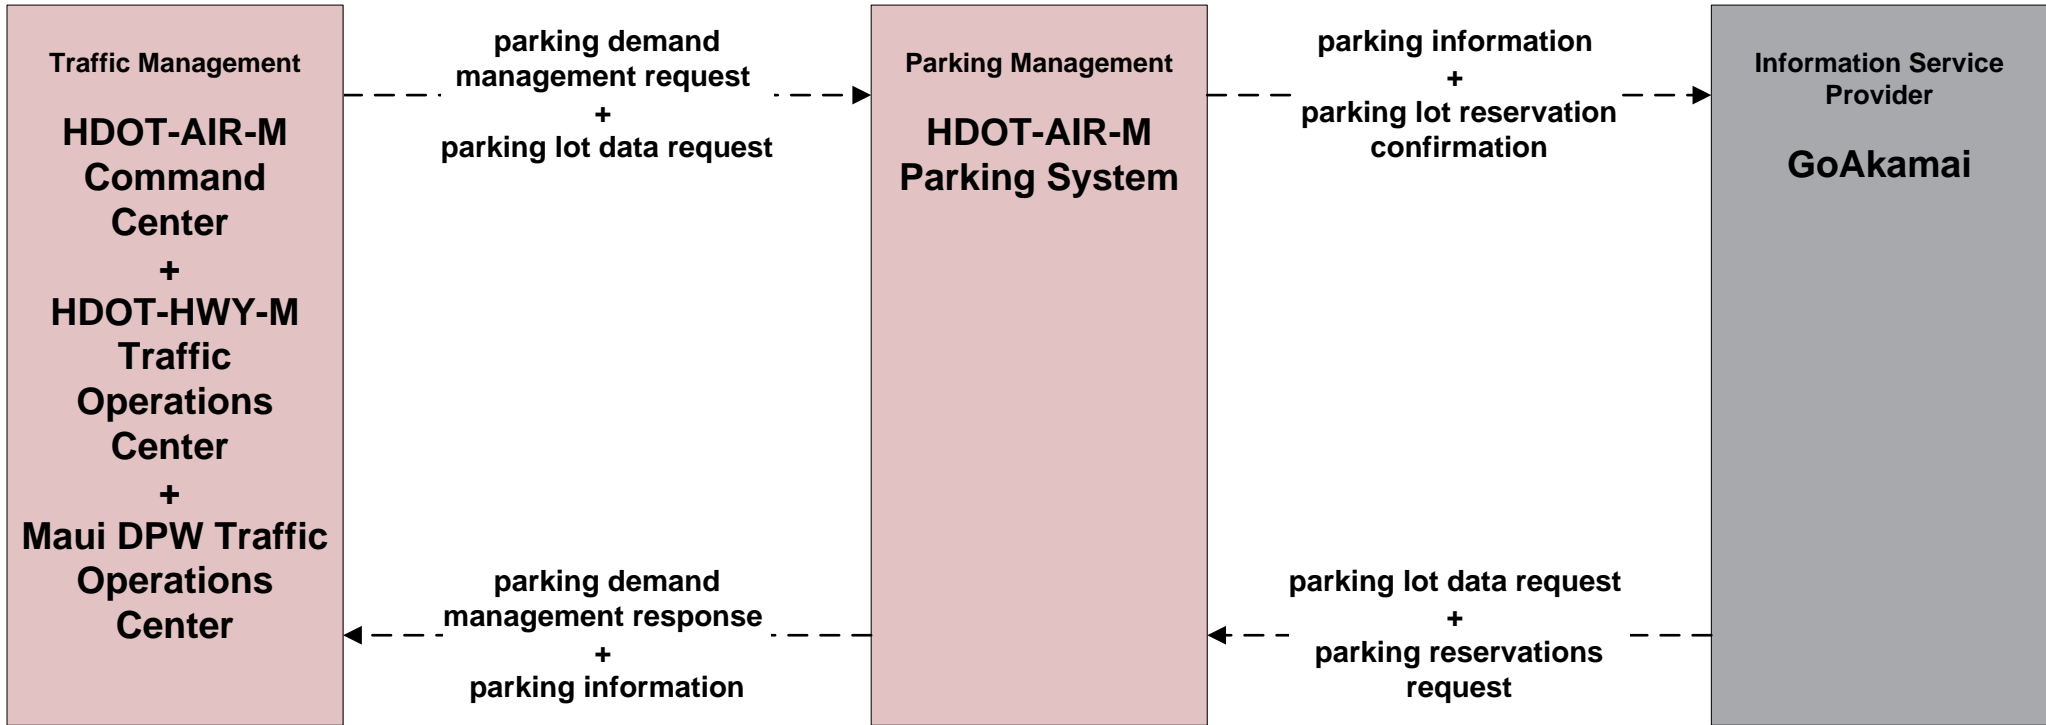 Traffic Management
HDOT-AIR-M
Command
Center
+
HDOT-HWY-M
Traffic
Operations
Center
+
Maui DPW Traffic
Operations
Center
parking demand
management request
+
parking lot data request
parking demand
management response
+
parking information
Parking Management
HDOT-AIR-M
Parking System
parking information
+
parking lot reservation
confirmation
parking lot data request
+
parking reservations
request
Information Service
Provider
GoAkamai